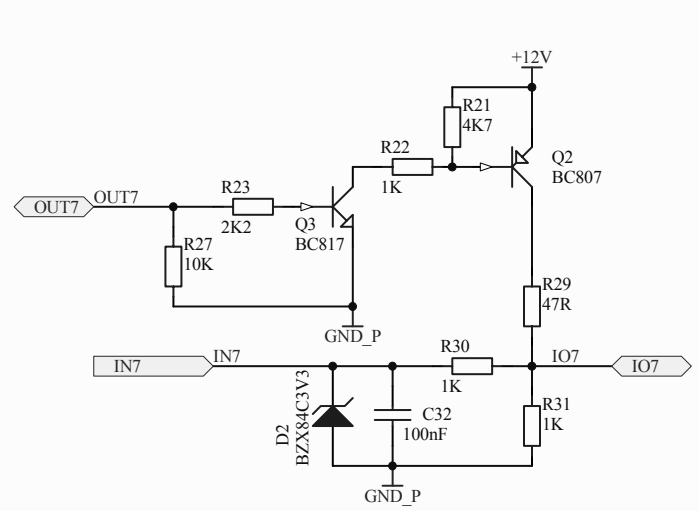 +12V
R21
4K7
R22
1K
Q2
BC807
OUT7
OUT7
R23
2K2
Q3
BC817
R27
10K
R29
47R
GND_P
IN7
IN7
R30
1K
IO7
IO7
D2
BZX84C3V3
C32
100nF
R31
1K
GND_P